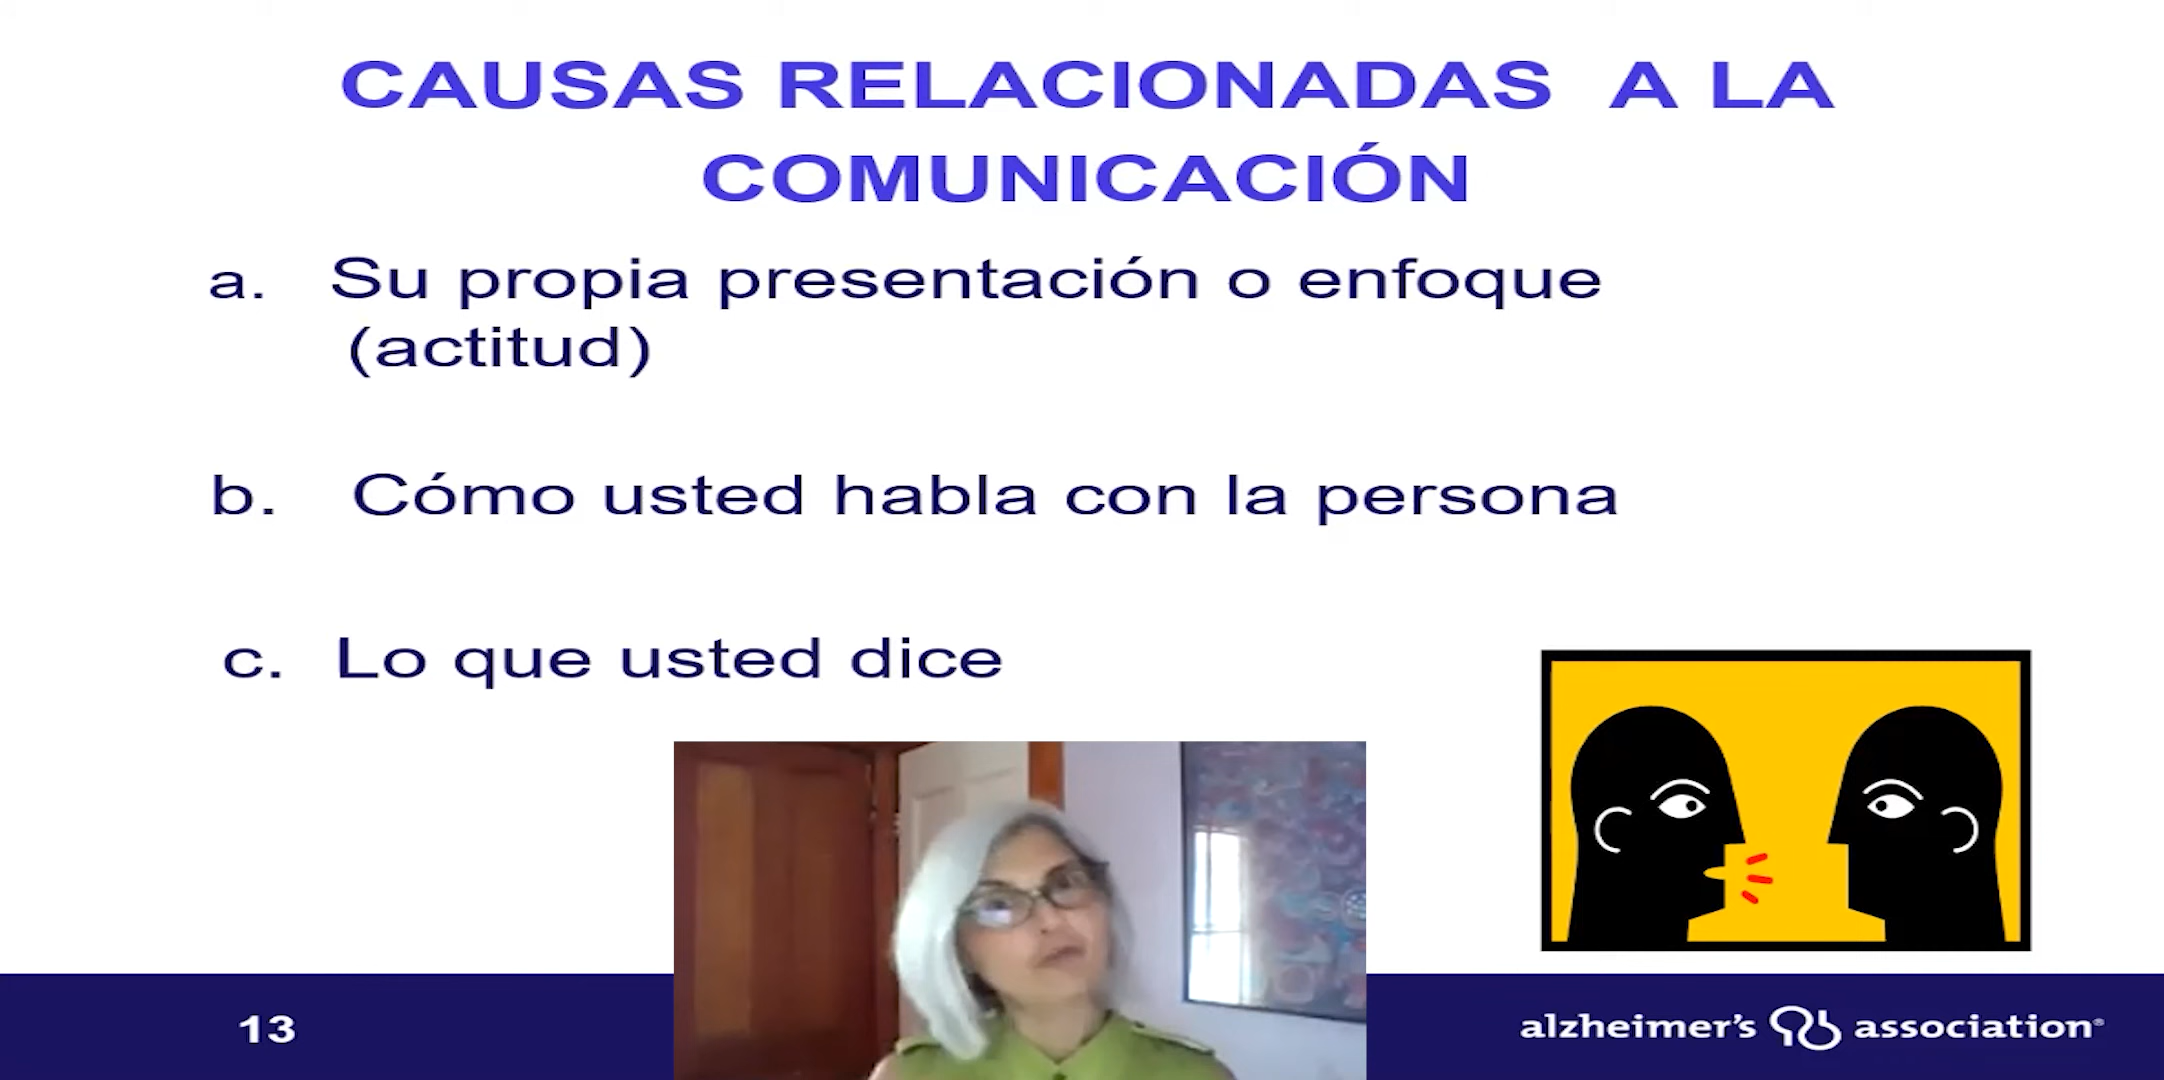 CAUSAS RELACIONADAS A LA
COMUNICACIÓN
a. Su propia presentación o enfoque
(actitud)
b. Cómo usted habla con la persona
c. Lo que usted dice
13
alzheimer's association®